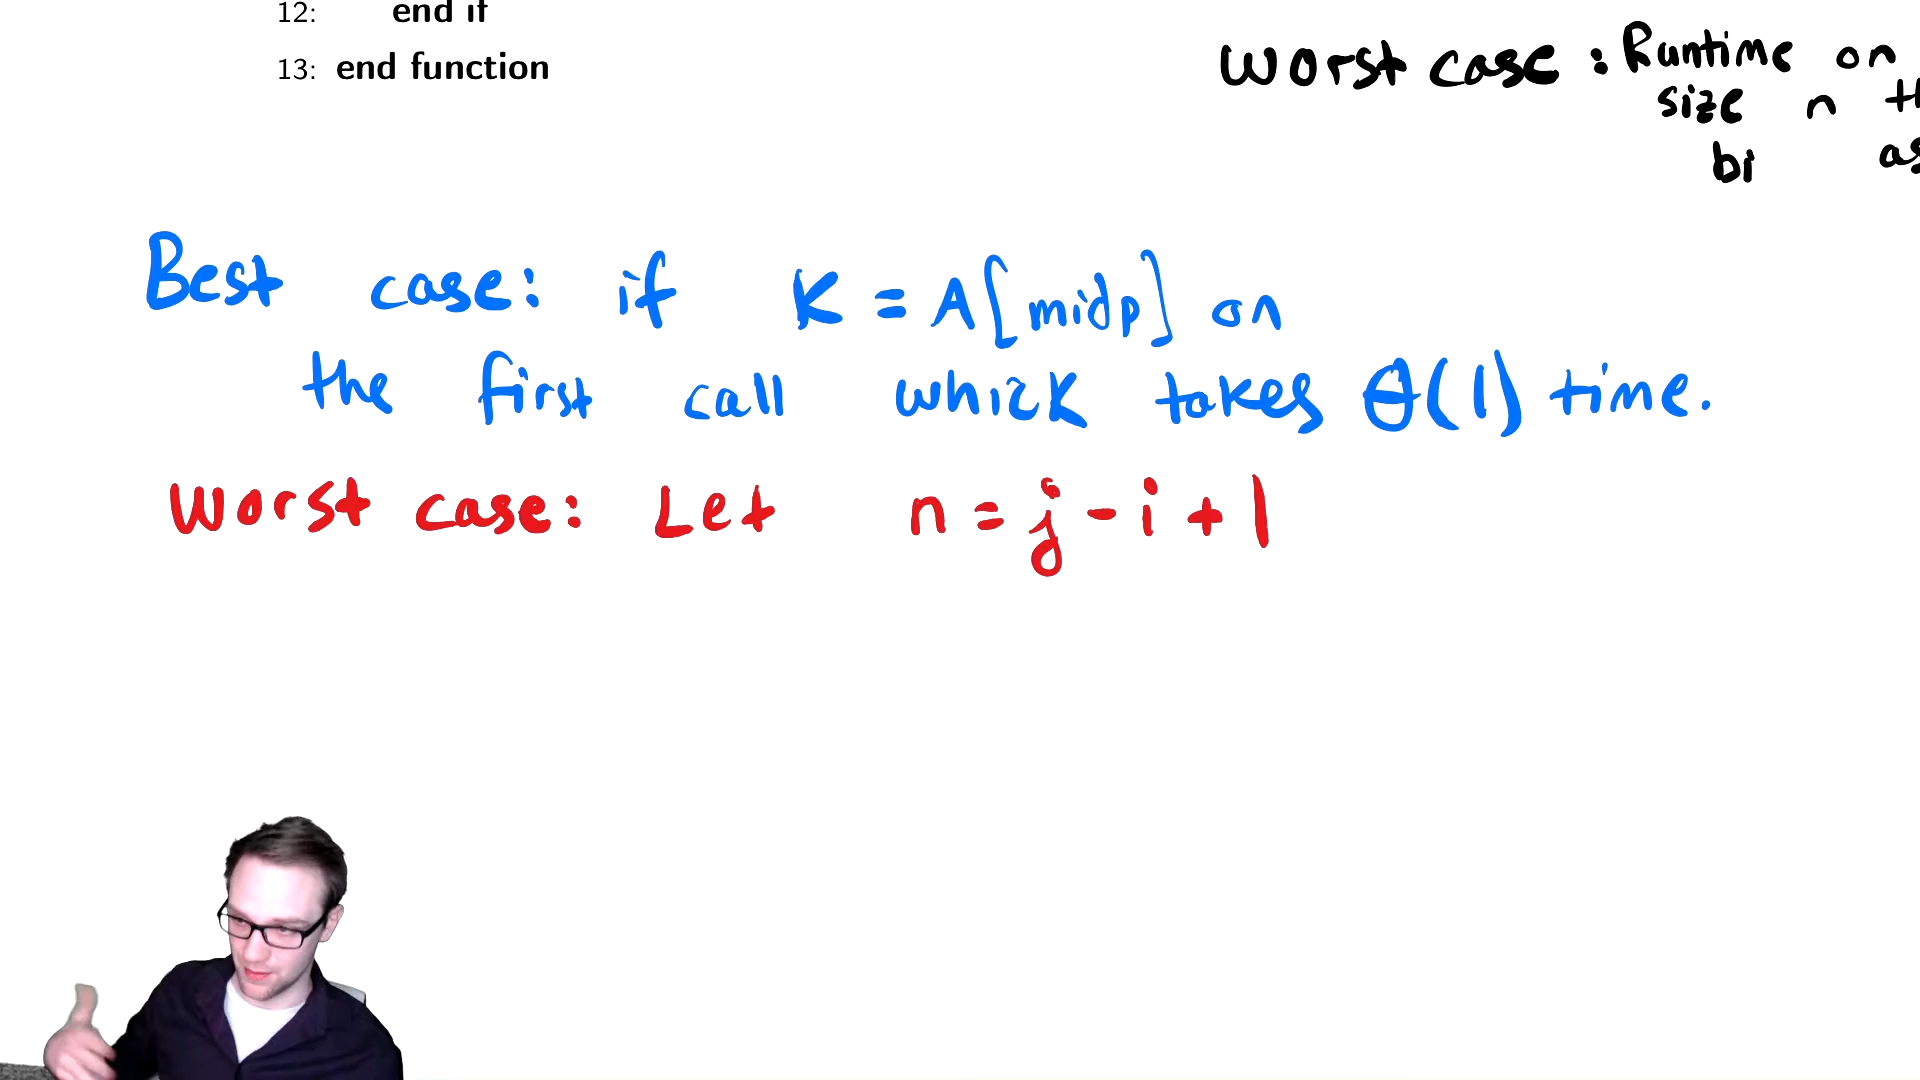 12: end if
13: end function
worst case : Runtime on
size n
bi
Best case: if K = A[midp] on
the first call which takes θ(1) time.
Worst case: Let n = j - i + 1